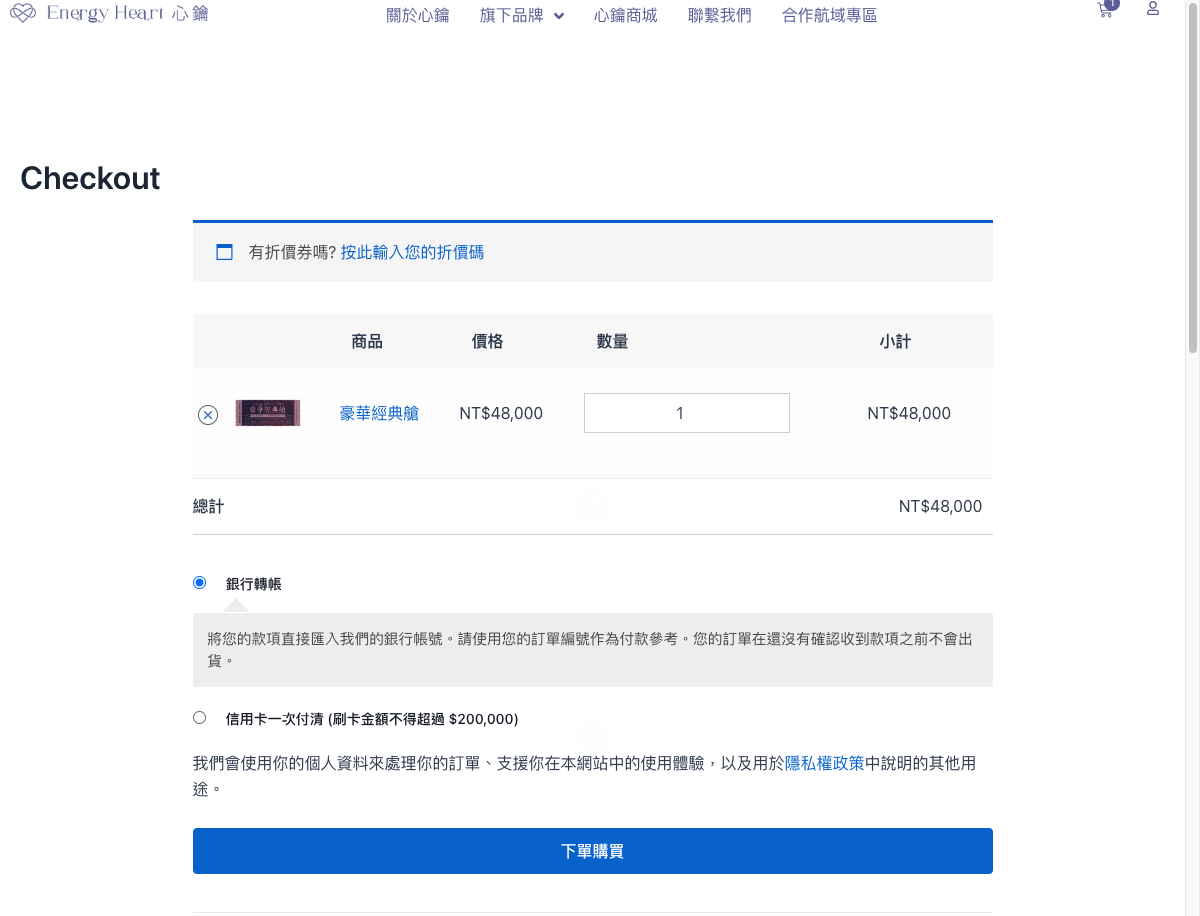 Energy Heart 心鑰
關於心鑰
旗下品牌
心鑰商城
聯繫我們
合作航域專區
1
Checkout
有折價券嗎? 按此輸入您的折價碼
商品 價格 數量 小計
豪華經典艙
豪華經典艙 NT$48,000 1 NT$48,000
總計 NT$48,000
銀行轉帳
將您的款項直接匯入我們的銀行帳號。請使用您的訂單編號作為付款參考。您的訂單在還沒有確認收到款項之前不會出
貨。
信用卡一次付清 (刷卡金額不得超過 $200,000)
我們會使用你的個人資料來處理你的訂單、支援你在本網站中的使用體驗，以及用於隱私權政策中說明的其他用
途。
下單購買